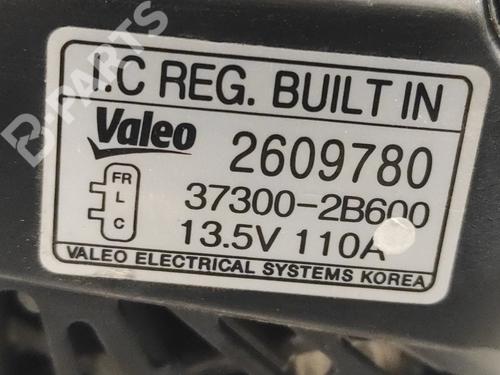 B-PARTS
I.C REG. BUILT IN
Valeo
2609780
FR
L
C
37300-2B600
13.5V 110A
VALEO ELECTRICAL SYSTEMS KOREA